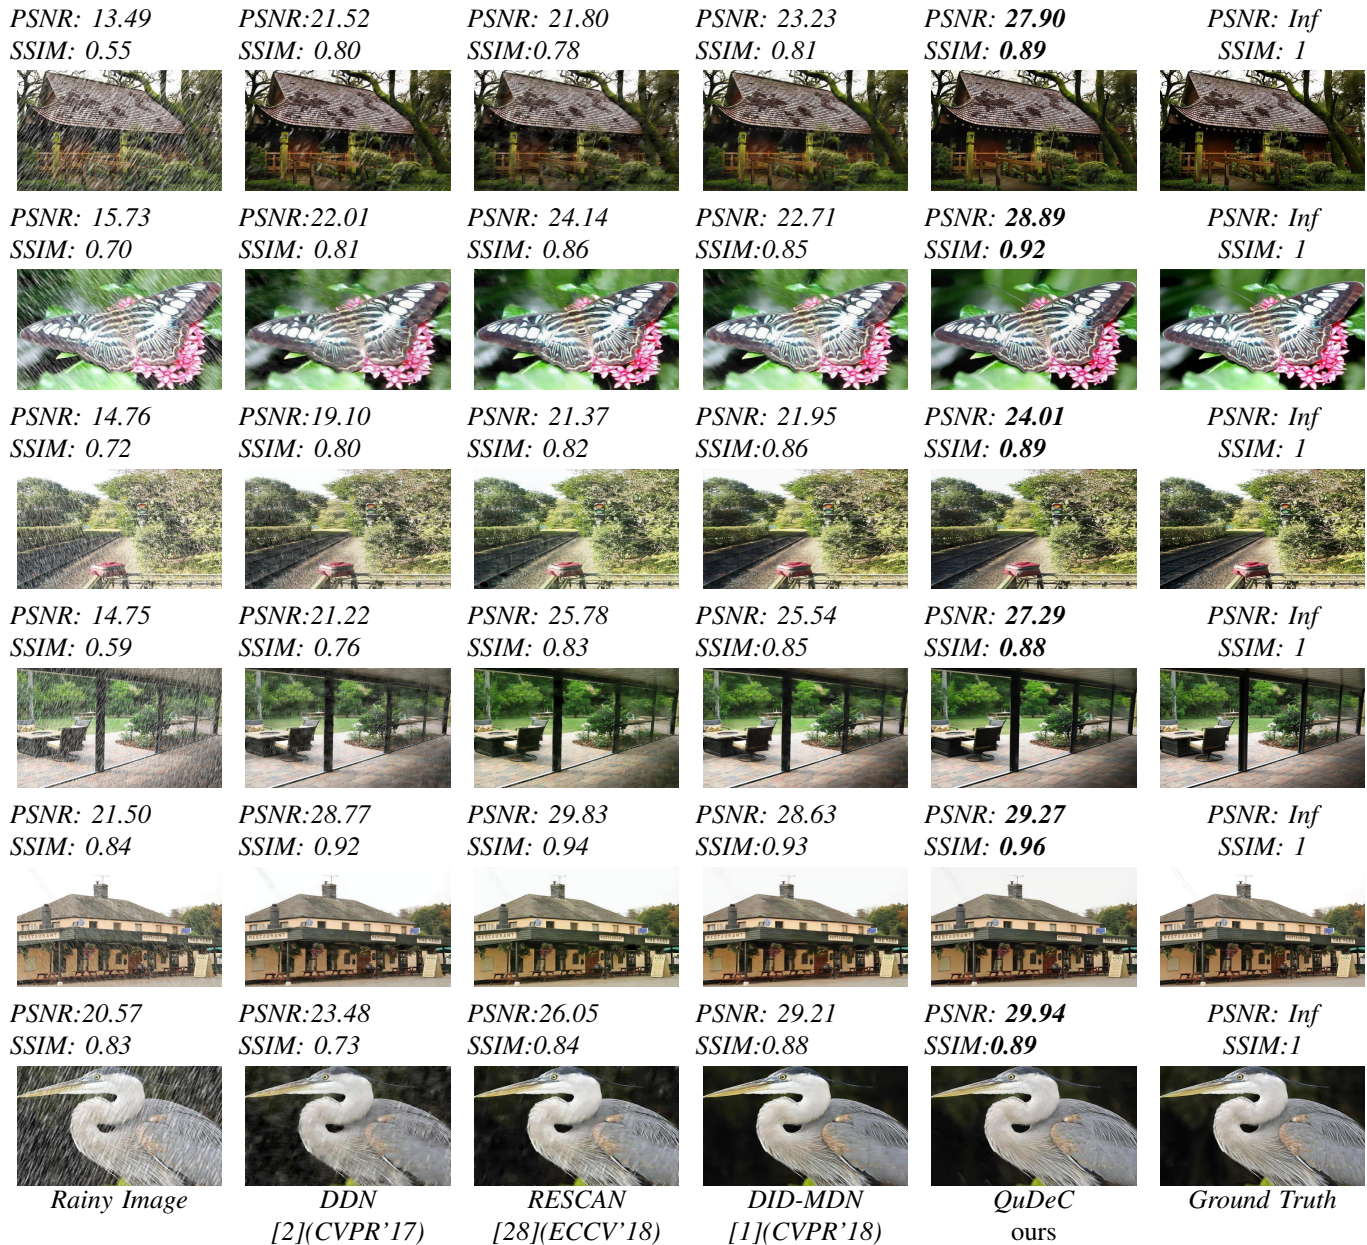 PSNR: 13.49 PSNR:21.52 PSNR: 21.80 PSNR: 23.23 PSNR: 27.90 PSNR: Inf
SSIM: 0.55 SSIM: 0.80 SSIM:0.78 SSIM: 0.81 SSIM: 0.89 SSIM: 1
PSNR: 15.73 PSNR:22.01 PSNR: 24.14 PSNR: 22.71 PSNR: 28.89 PSNR: Inf
SSIM: 0.70 SSIM: 0.81 SSIM: 0.86 SSIM:0.85 SSIM: 0.92 SSIM: 1
PSNR: 14.76 PSNR:19.10 PSNR: 21.37 PSNR: 21.95 PSNR: 24.01 PSNR: Inf
SSIM: 0.72 SSIM: 0.80 SSIM: 0.82 SSIM:0.86 SSIM: 0.89 SSIM: 1
PSNR: 14.75 PSNR:21.22 PSNR: 25.78 PSNR: 25.54 PSNR: 27.29 PSNR: Inf
SSIM: 0.59 SSIM: 0.76 SSIM: 0.83 SSIM:0.85 SSIM: 0.88 SSIM: 1
PSNR: 21.50 PSNR:28.77 PSNR: 29.83 PSNR: 28.63 PSNR: 29.27 PSNR: Inf
SSIM: 0.84 SSIM: 0.92 SSIM: 0.94 SSIM:0.93 SSIM: 0.96 SSIM: 1
RESTAURANT RESTAURANT RESTAURANT RESTAURANT RESTAURANT RESTAURANT
PSNR:20.57 PSNR:23.48 PSNR:26.05 PSNR: 29.21 PSNR: 29.94 PSNR: Inf
SSIM: 0.83 SSIM: 0.73 SSIM:0.84 SSIM:0.88 SSIM:0.89 SSIM:1
Rainy Image DDN RESCAN DID-MDN QuDeC Ground Truth
[2](CVPR'17) [28](ECCV'18) [1](CVPR'18) ours